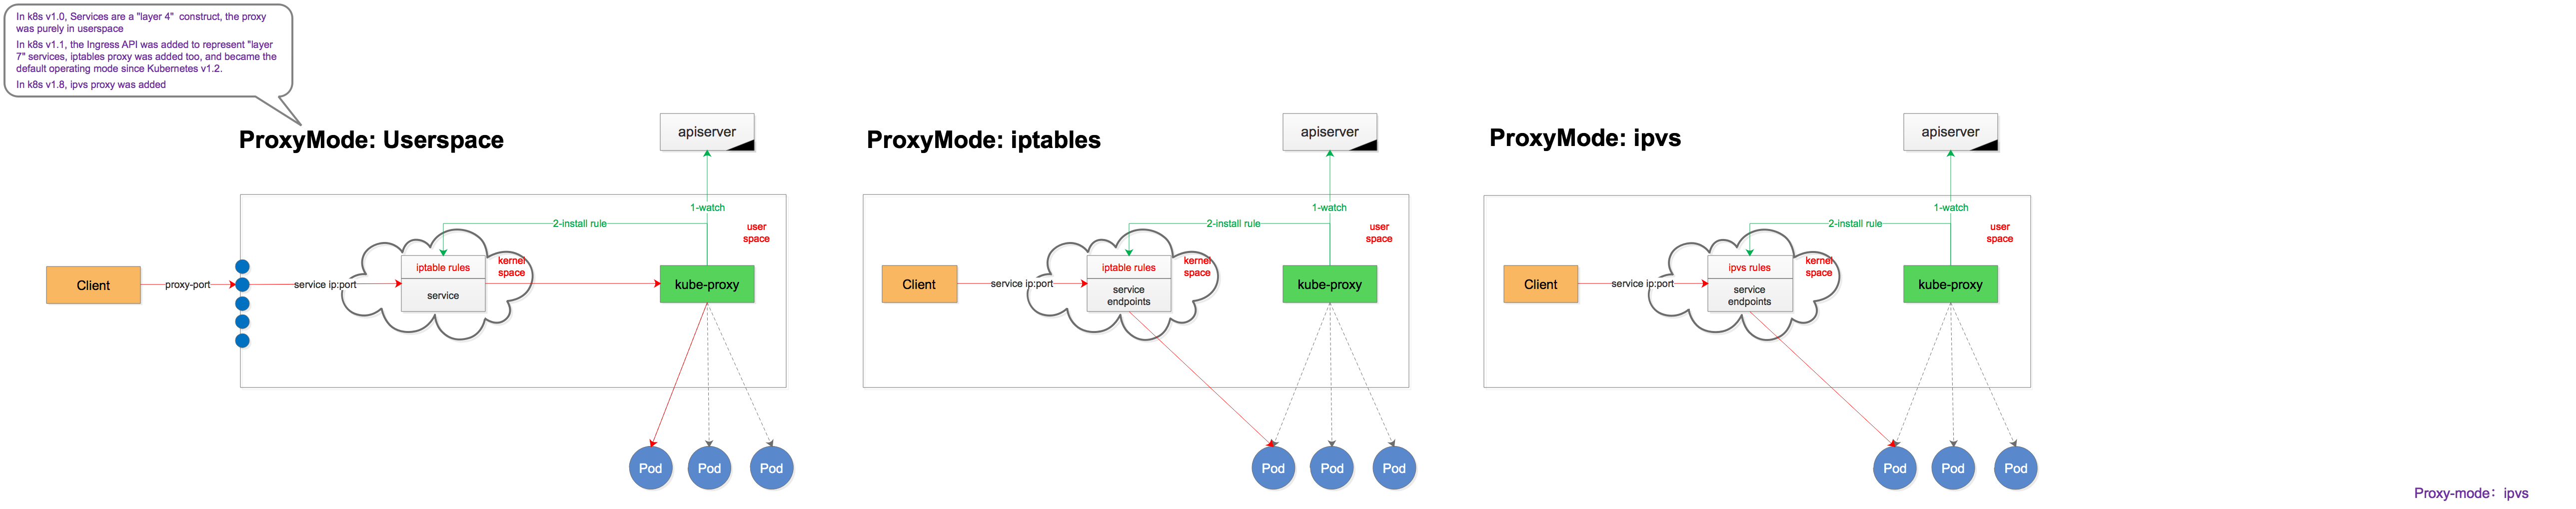 In k8s v1.0, Services are a "layer 4" construct, the proxy
was purely in userspace
In k8s v1.1, the Ingress API was added to represent "layer
7" services, iptables proxy was added too, and became the
default operating mode since Kubernetes v1.2.
In k8s v1.8, ipvs proxy was added
ProxyMode: Userspace
apiserver
1-watch
2-install rule
user
space
iptable rules
kernel
space
Client
proxy-port
service ip:port
service
kube-proxy
Pod
Pod
Pod
ProxyMode: iptables
apiserver
1-watch
2-install rule
user
space
iptable rules
kernel
space
Client
service ip:port
service
endpoints
kube-proxy
Pod
Pod
Pod
ProxyMode: ipvs
apiserver
1-watch
2-install rule
user
space
ipvs rules
kernel
space
Client
service ip:port
service
endpoints
kube-proxy
Pod
Pod
Pod
Proxy-mode：ipvs